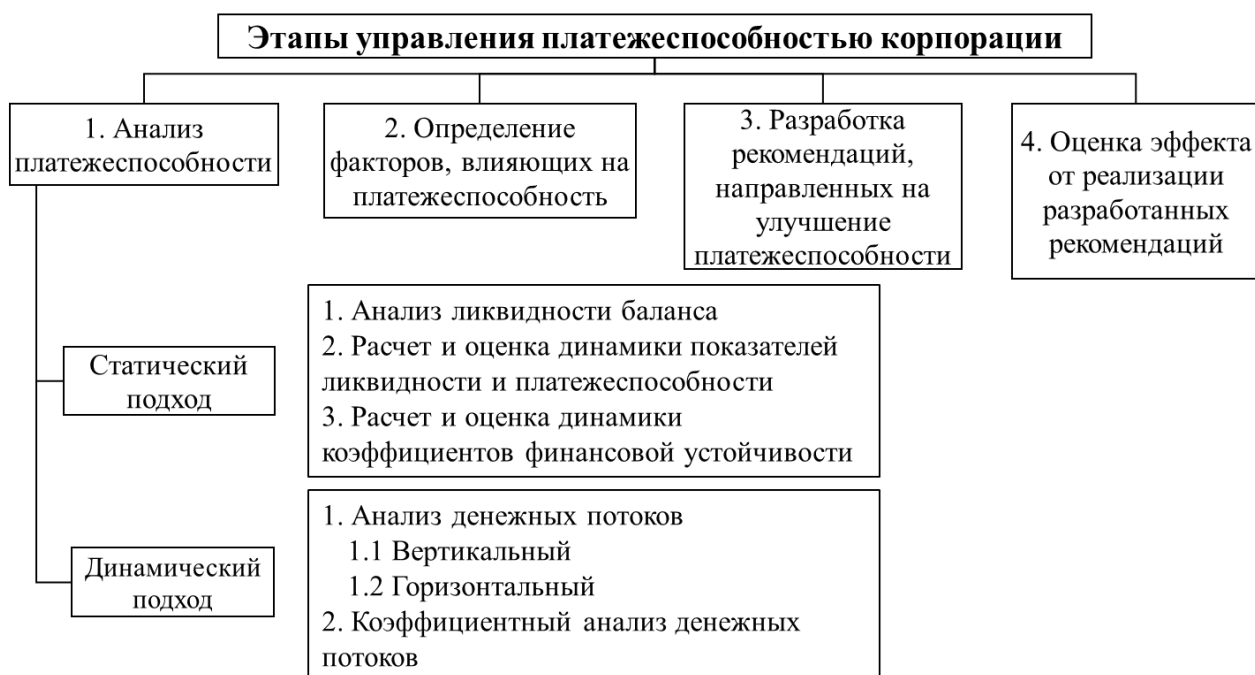 Этапы управления платежеспособностью корпорации
1. Анализ
платежеспособности
2. Определение
факторов, влияющих на
платежеспособность
3. Разработка
рекомендаций,
направленных на
улучшение
платежеспособности
4. Оценка эффекта
от реализации
разработанных
рекомендаций
Статический
подход
1. Анализ ликвидности баланса
2. Расчет и оценка динамики показателей
ликвидности и платежеспособности
3. Расчет и оценка динамики
коэффициентов финансовой устойчивости
Динамический
подход
1. Анализ денежных потоков
1.1 Вертикальный
1.2 Горизонтальный
2. Коэффициентный анализ денежных
потоков